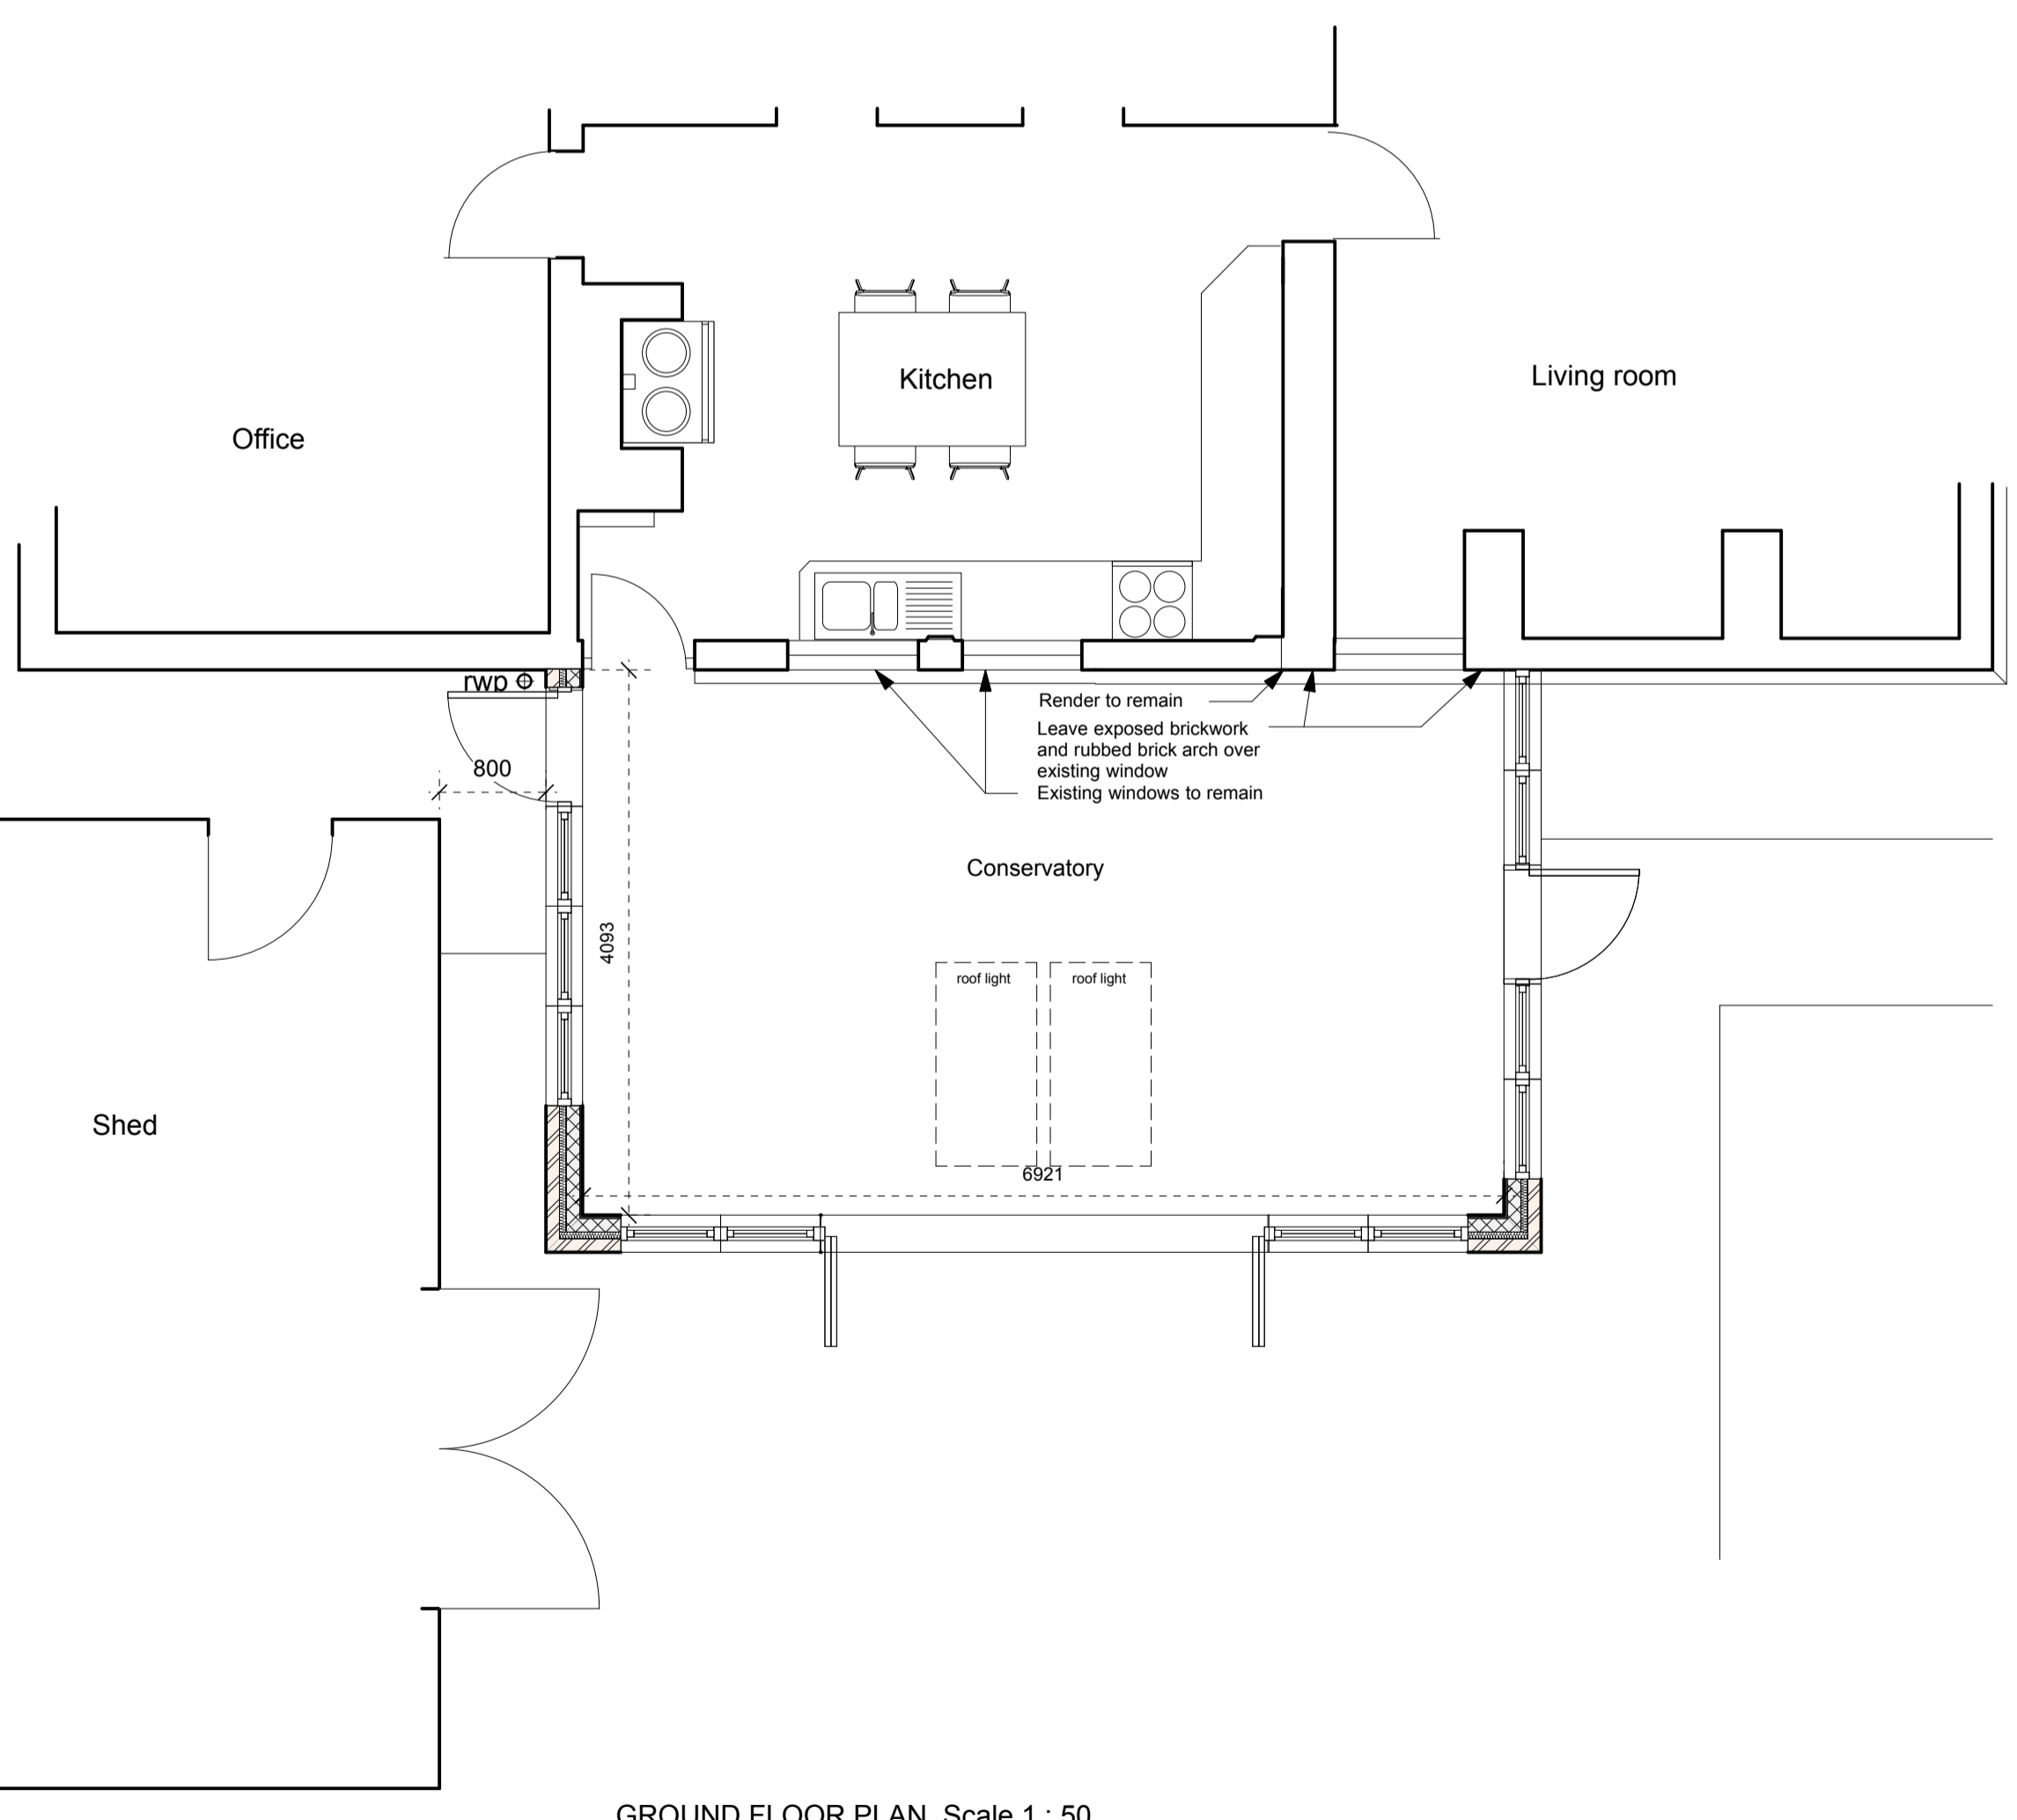 Kitchen
Living room
Office
rwp
Render to remain
Leave exposed brickwork
and rubbed brick arch over
existing window
Existing windows to remain
800
Conservatory
4093
roof light
roof light
6921
Shed
GROUND FLOOR PLAN Scale 1 : 50